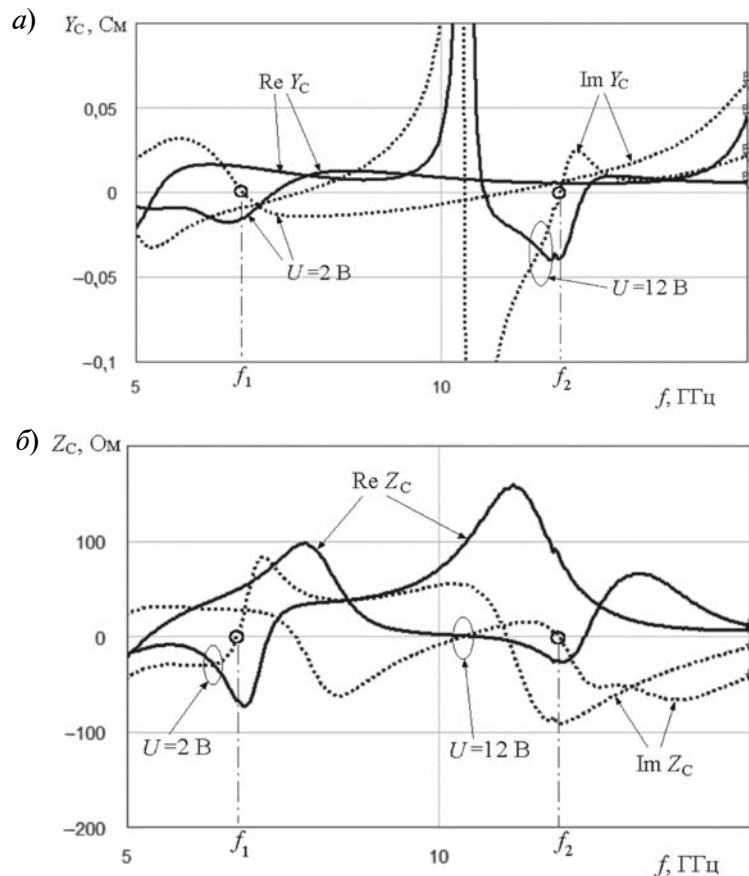 а) Y_C, См
0,05
Re Y_C
Im Y_C
0
U=2 В
U=12 В
−0,05
−0,1
5
f_1
10
f_2
f, ГГц
б) Z_C, Ом
Re Z_C
100
0
U=2 В
U=12 В
Im Z_C
−100
−200
5
f_1
10
f_2
f, ГГц